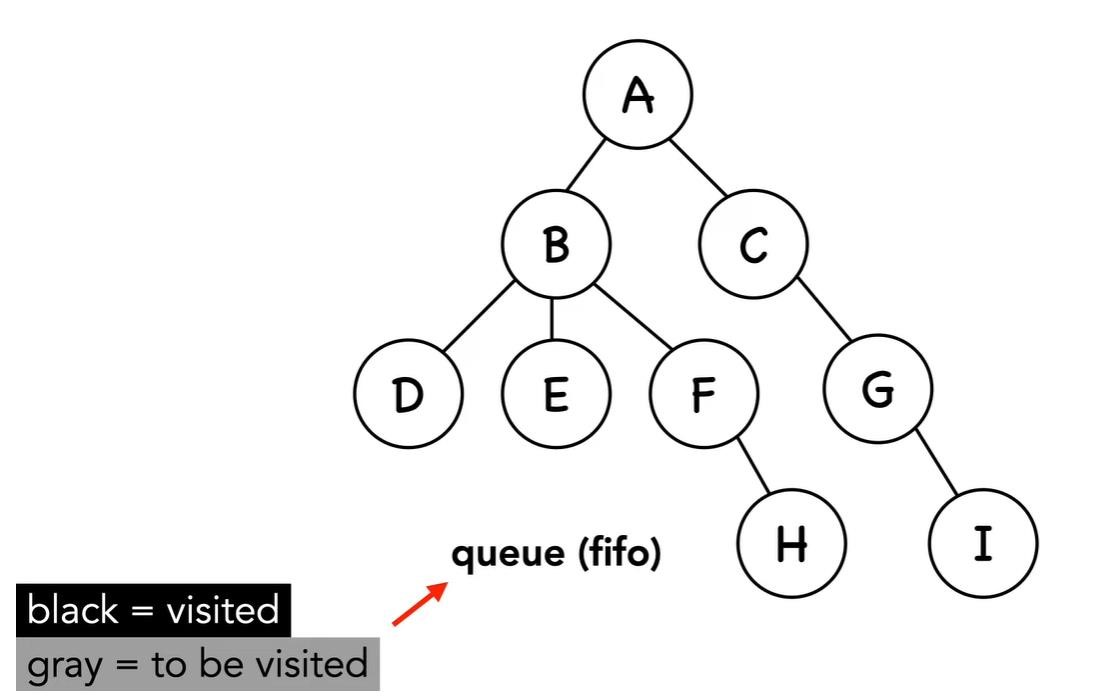 A
B
C
D
E
F
G
H
I
queue (fifo)
black = visited
gray = to be visited